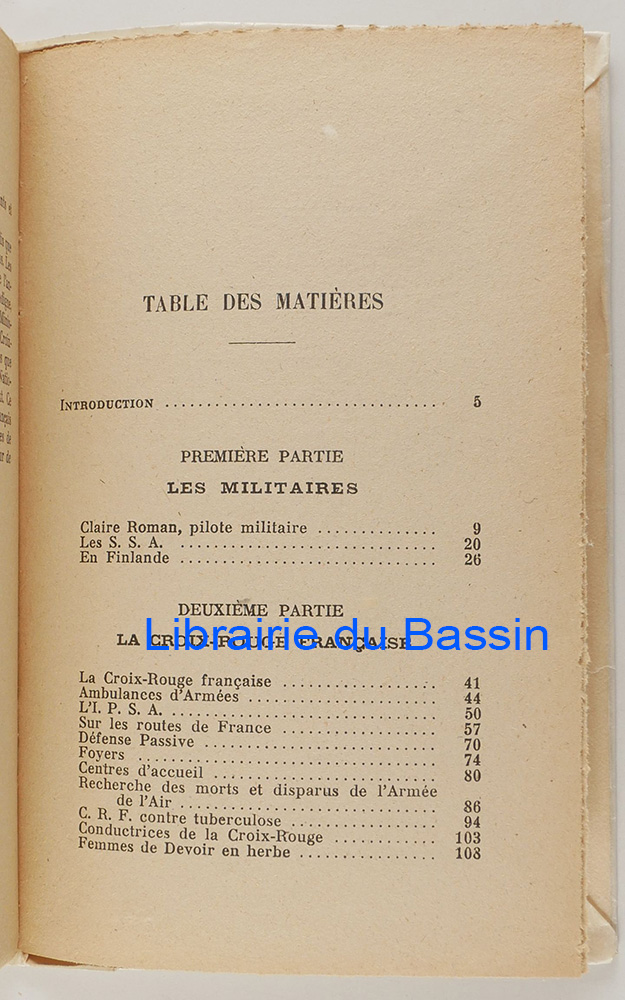 TABLE DES MATIÈRES
INTRODUCTION ............................... 5
PREMIÈRE PARTIE
LES MILITAIRES
Claire Roman, pilote militaire .............. 9
Les S. S. A. ............................. 20
En Finlande ............................. 26
DEUXIÈME PARTIE
LA CROIX-ROUGE FRANÇAISE
Librairie du Bassin
La Croix-Rouge française .................. 41
Ambulances d'Armées ..................... 44
L'I. P. S. A. .............................. 50
Sur les routes de France ................... 57
Défense Passive .......................... 70
Foyers ................................. 74
Centres d'accueil ......................... 80
Recherche des morts et disparus de l'Armée
de l'Air ............................. 86
C. R. F. contre tuberculose ................ 94
Conductrices de la Croix-Rouge ............ 103
Femmes de Devoir en herbe ................ 108